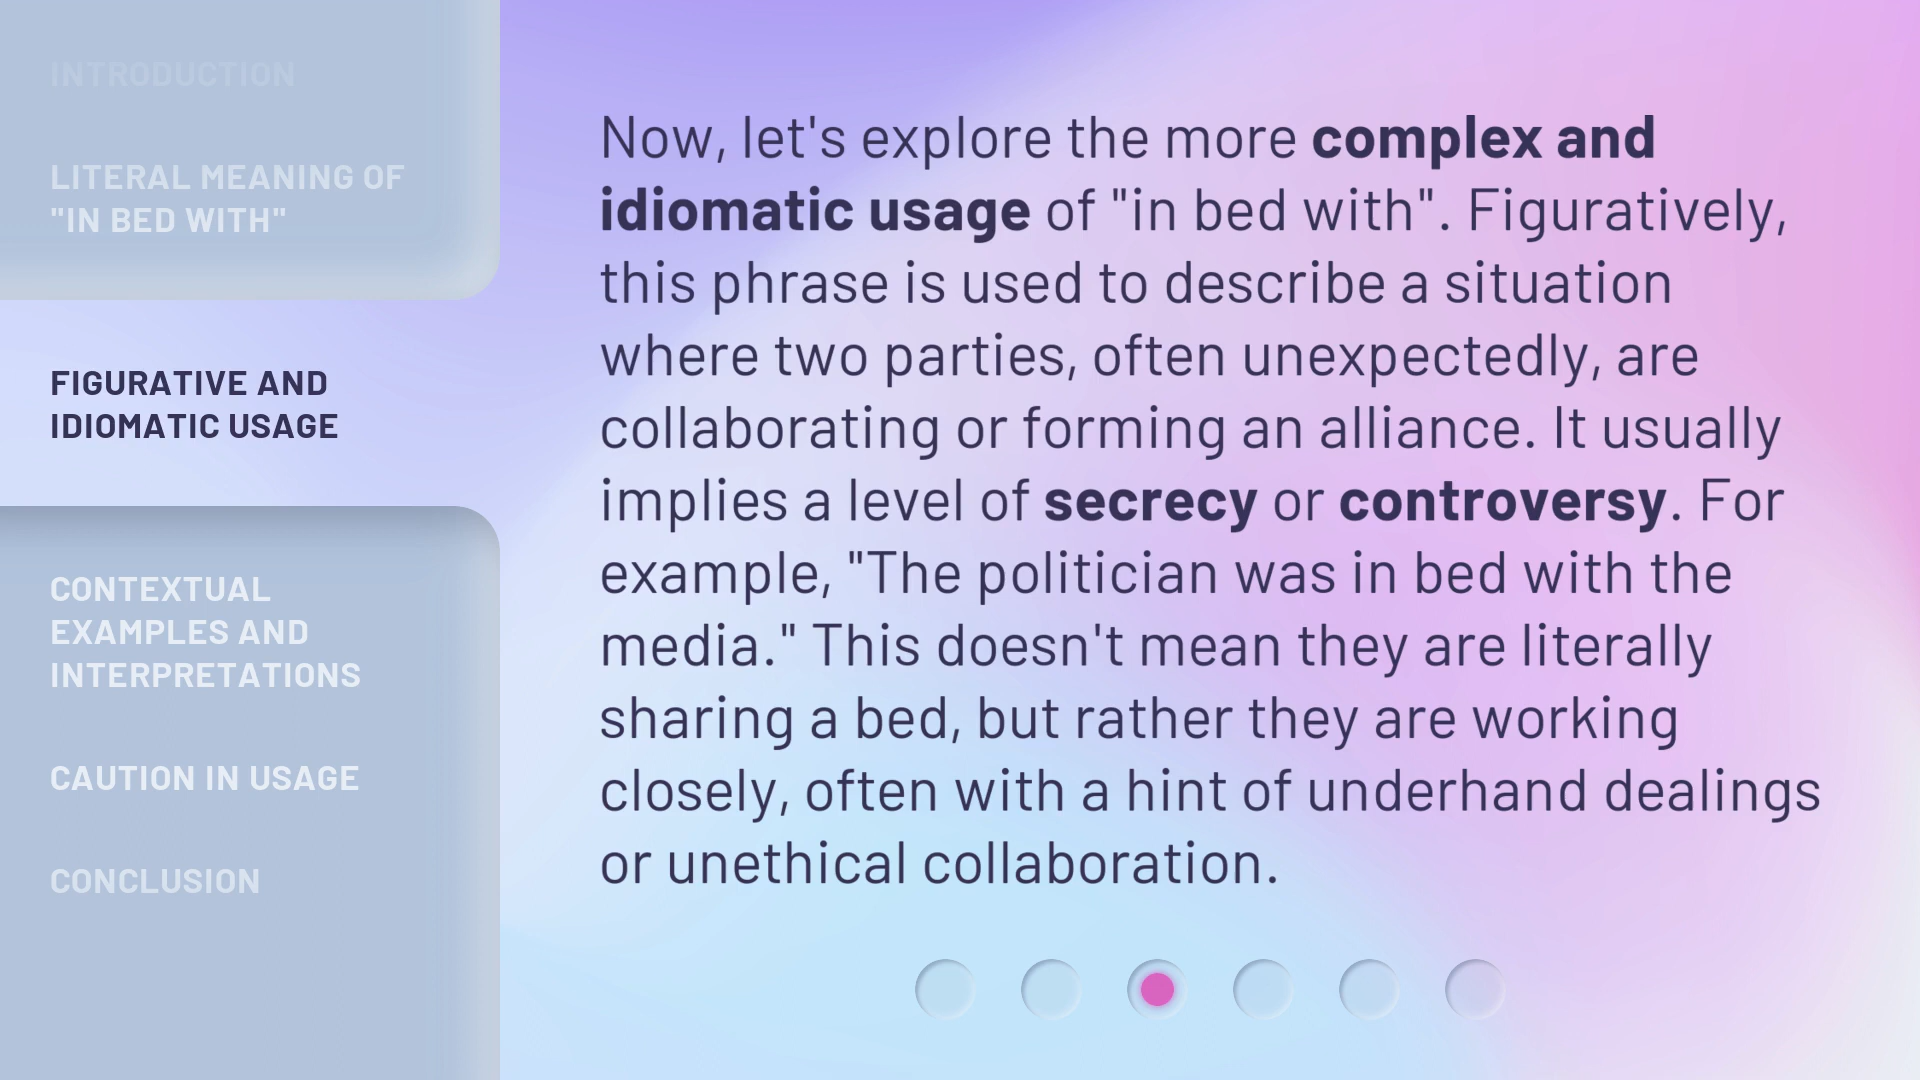 INTRODUCTION
LITERAL MEANING OF
"IN BED WITH"
FIGURATIVE AND
IDIOMATIC USAGE
CONTEXTUAL
EXAMPLES AND
INTERPRETATIONS
CAUTION IN USAGE
CONCLUSION
Now, let's explore the more complex and
idiomatic usage of "in bed with". Figuratively,
this phrase is used to describe a situation
where two parties, often unexpectedly, are
collaborating or forming an alliance. It usually
implies a level of secrecy or controversy. For
example, "The politician was in bed with the
media." This doesn't mean they are literally
sharing a bed, but rather they are working
closely, often with a hint of underhand dealings
or unethical collaboration.